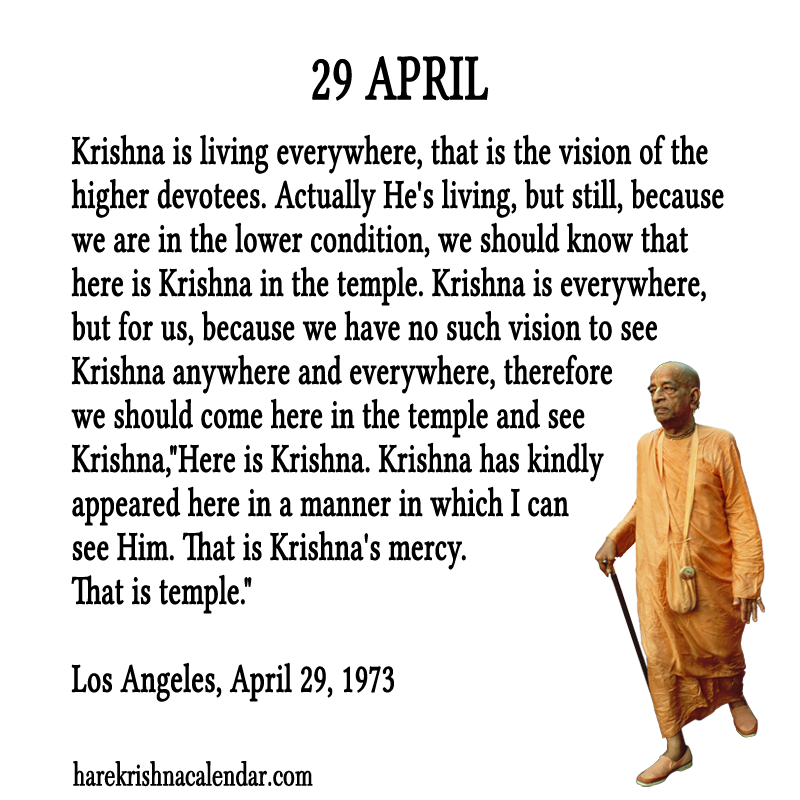 29 APRIL
Krishna is living everywhere, that is the vision of the
higher devotees. Actually He's living, but still, because
we are in the lower condition, we should know that
here is Krishna in the temple. Krishna is everywhere,
but for us, because we have no such vision to see
Krishna anywhere and everywhere, therefore
we should come here in the temple and see
Krishna,"Here is Krishna. Krishna has kindly
appeared here in a manner in which I can
see Him. That is Krishna's mercy.
That is temple."
Los Angeles, April 29, 1973
harekrishnacalendar.com